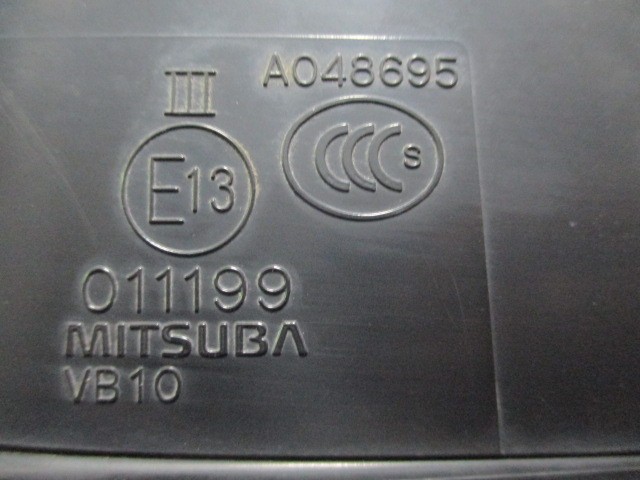 III A048695
E13 CCC S
011199
MITSUBA
VB10